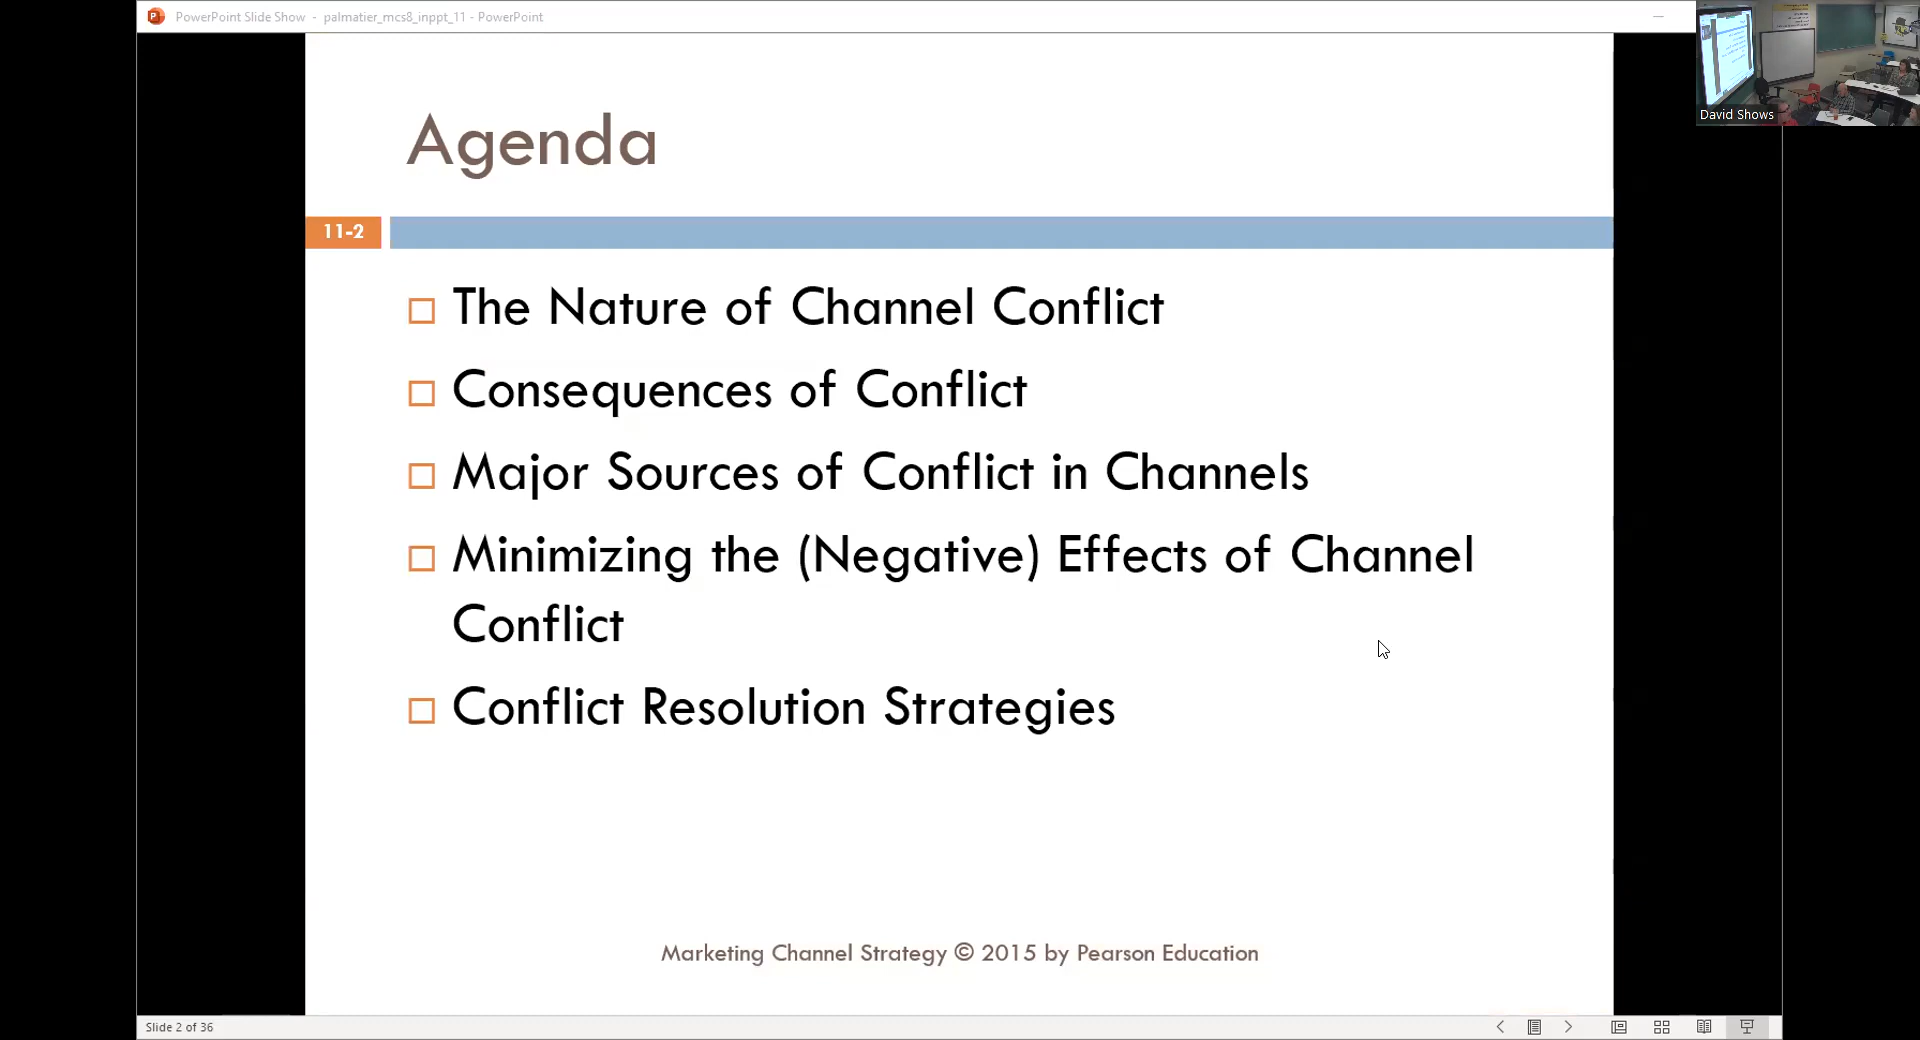 PowerPoint Slide Show - palmatier_mcs8_inppt_11 - PowerPoint
David Shows
Agenda
11-2
The Nature of Channel Conflict
Consequences of Conflict
Major Sources of Conflict in Channels
Minimizing the (Negative) Effects of Channel
Conflict
Conflict Resolution Strategies
Marketing Channel Strategy © 2015 by Pearson Education
Slide 2 of 36